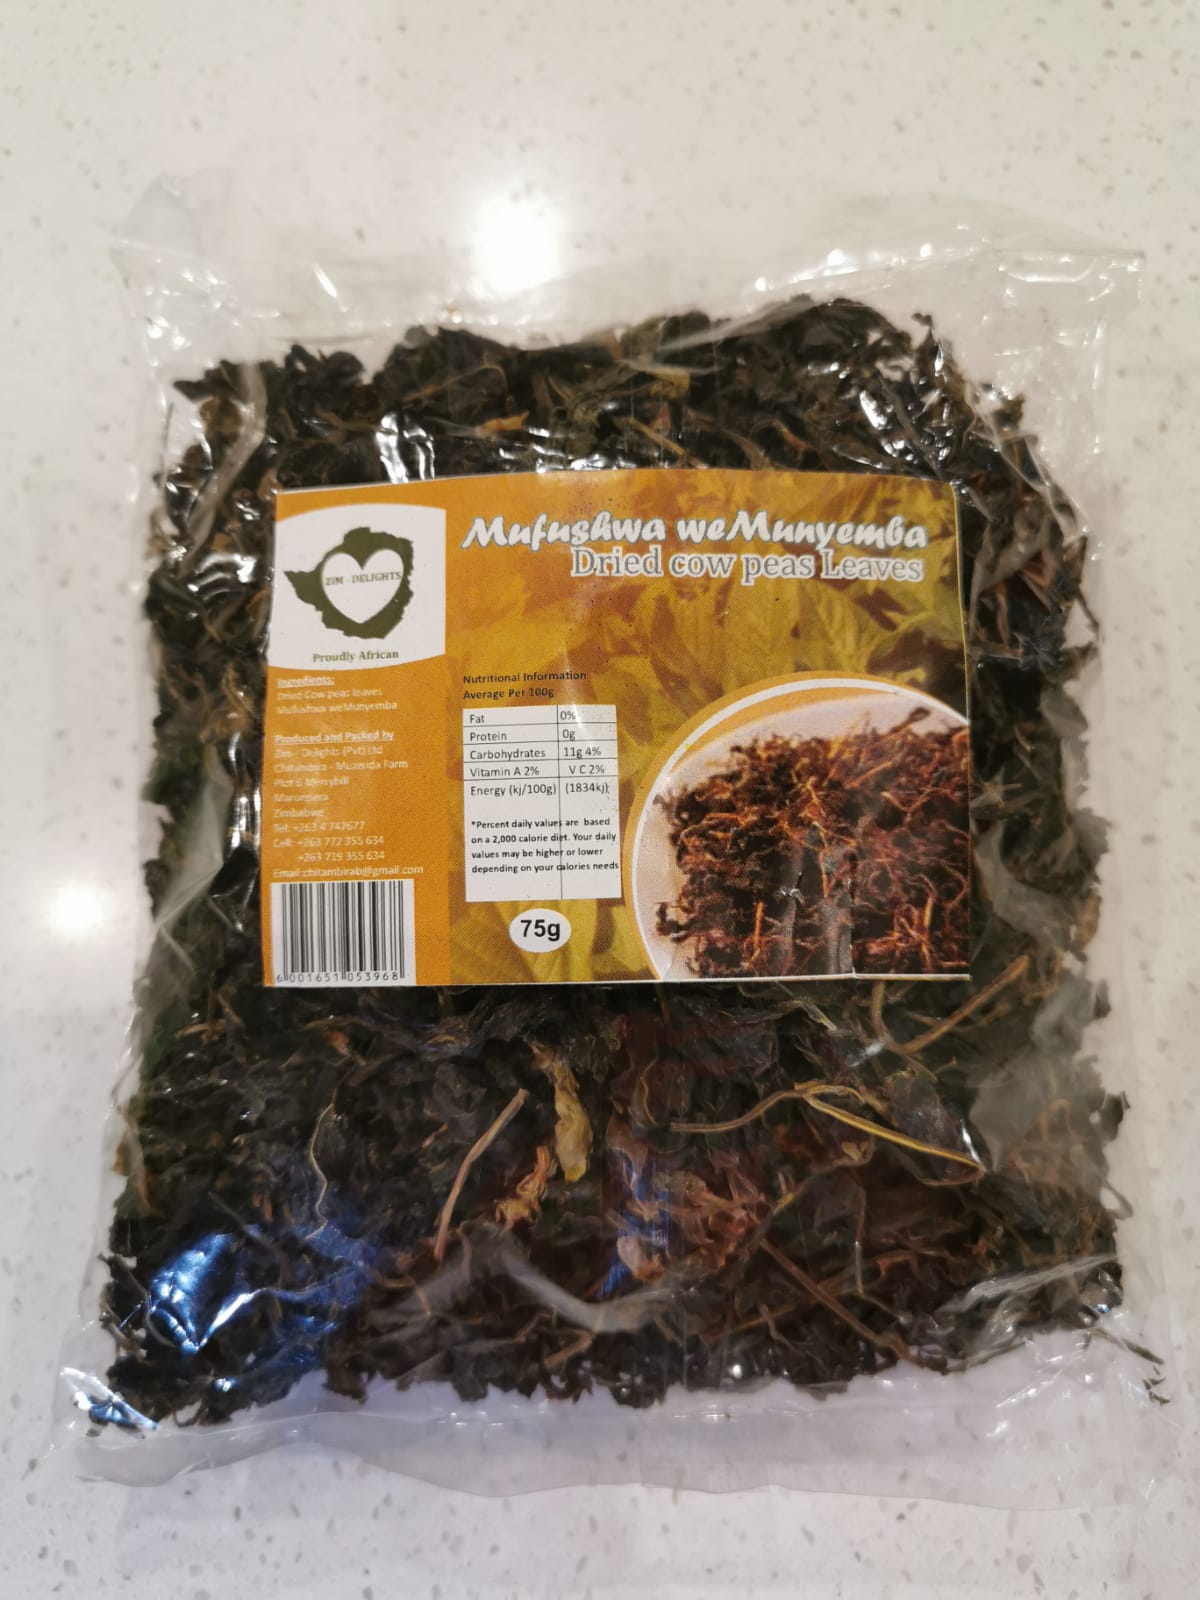 Mufushwa weMunyemba
Dried cow peas Leaves
ZIM - DELIGHTS
Proudly African
Ingredients:
Dried Cow peas leaves
Mufushwa weMunyemba
Produced and Packed by
Zim - Delights (Pvt) Ltd
Chitambira - Muzenda Farm
Plot E Merryhill
Marondera
Zimbabwe
Tel: +263 4 747677
Cell: +263 772 355 634
+263 719 355 634
Email:chitambirab@gmail.com
6 001651 053968
Nutritional Information
Average Per 100g
Fat 0%
Protein 0g
Carbohydrates 11g 4%
Vitamin A 2% V C 2%
Energy (kj/100g) (1834kj)
*Percent daily values are based
on a 2,000 calorie diet. Your daily
values may be higher or lower
depending on your calories needs
75g